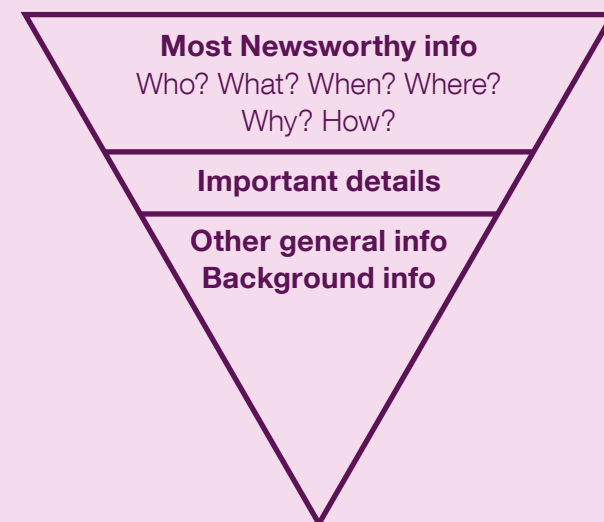 Most Newsworthy info
Who? What? When? Where?
Why? How?
Important details
Other general info
Background info